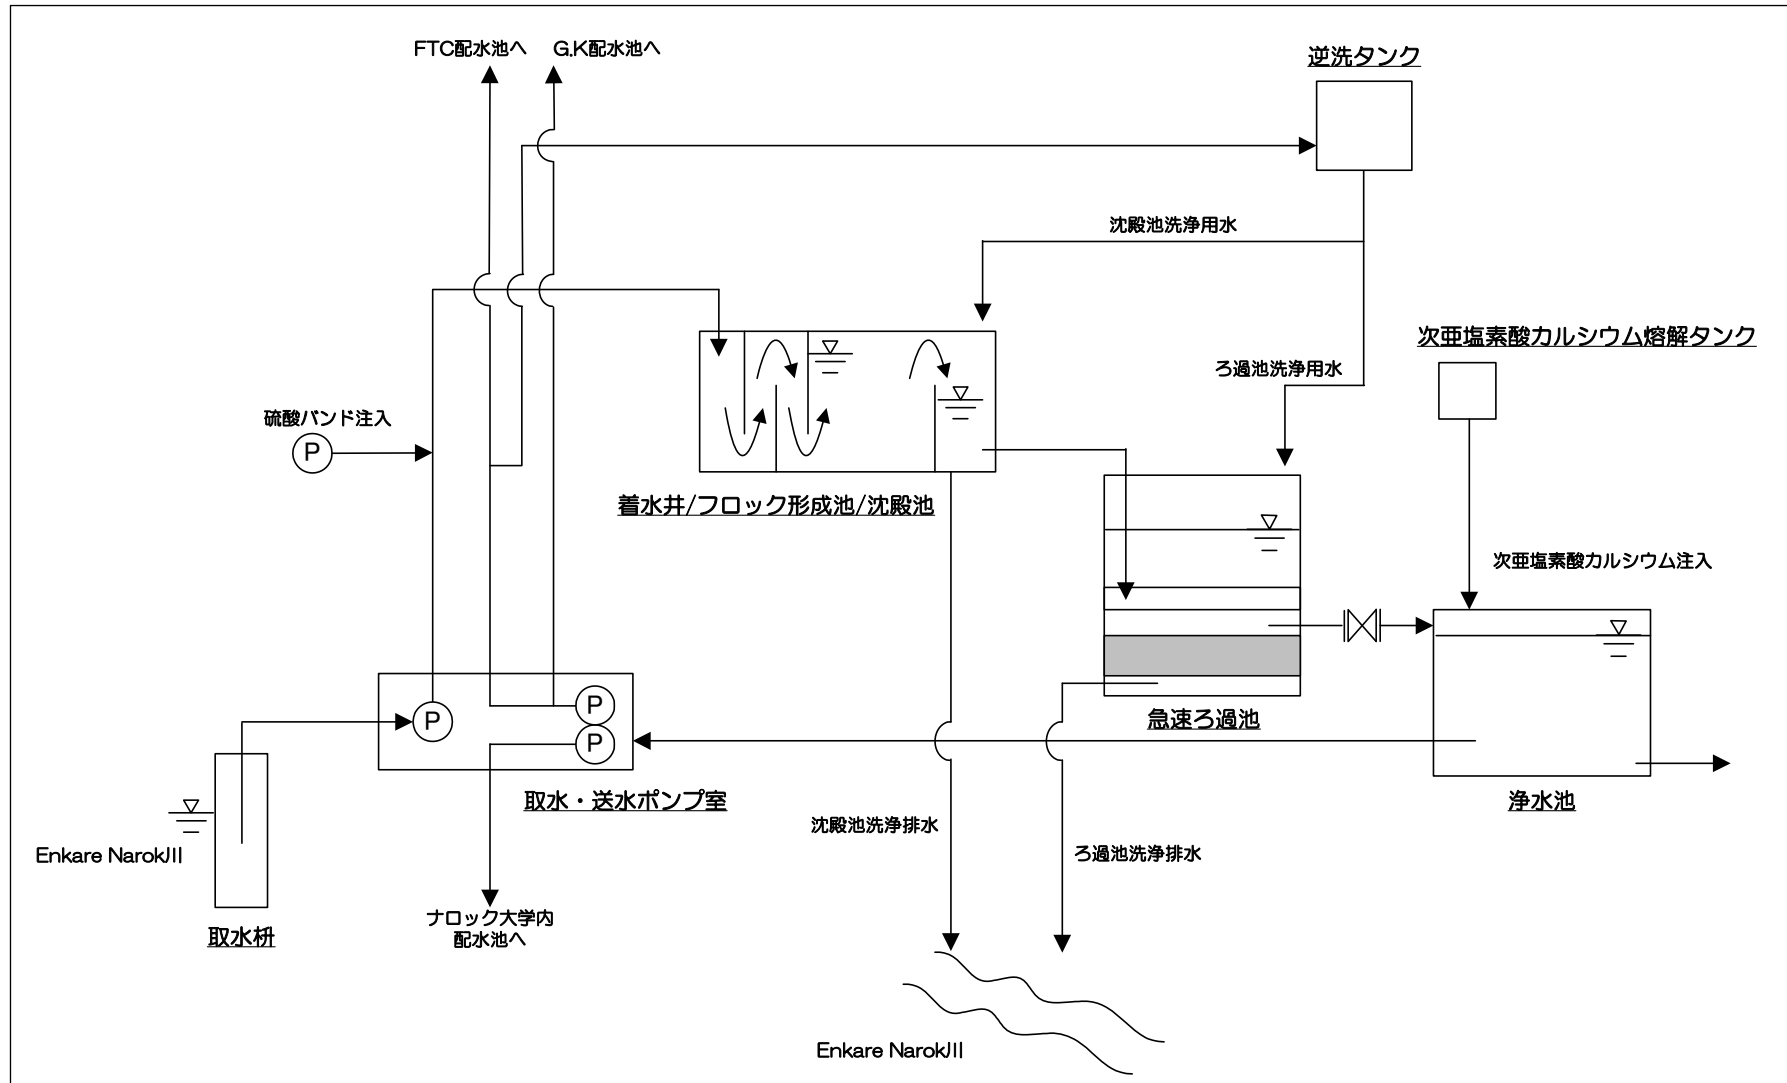 FTC配水池へ
G.K配水池へ
逆洗タンク
沈殿池洗浄用水
次亜塩素酸カルシウム熔解タンク
ろ過池洗浄用水
硫酸バンド注入
P
着水井/フロック形成池/沈殿池
次亜塩素酸カルシウム注入
P
P
P
急速ろ過池
取水・送水ポンプ室
浄水池
沈殿池洗浄排水
Enkare Narok川
ろ過池洗浄排水
ナロック大学内
配水池へ
取水枡
Enkare Narok川